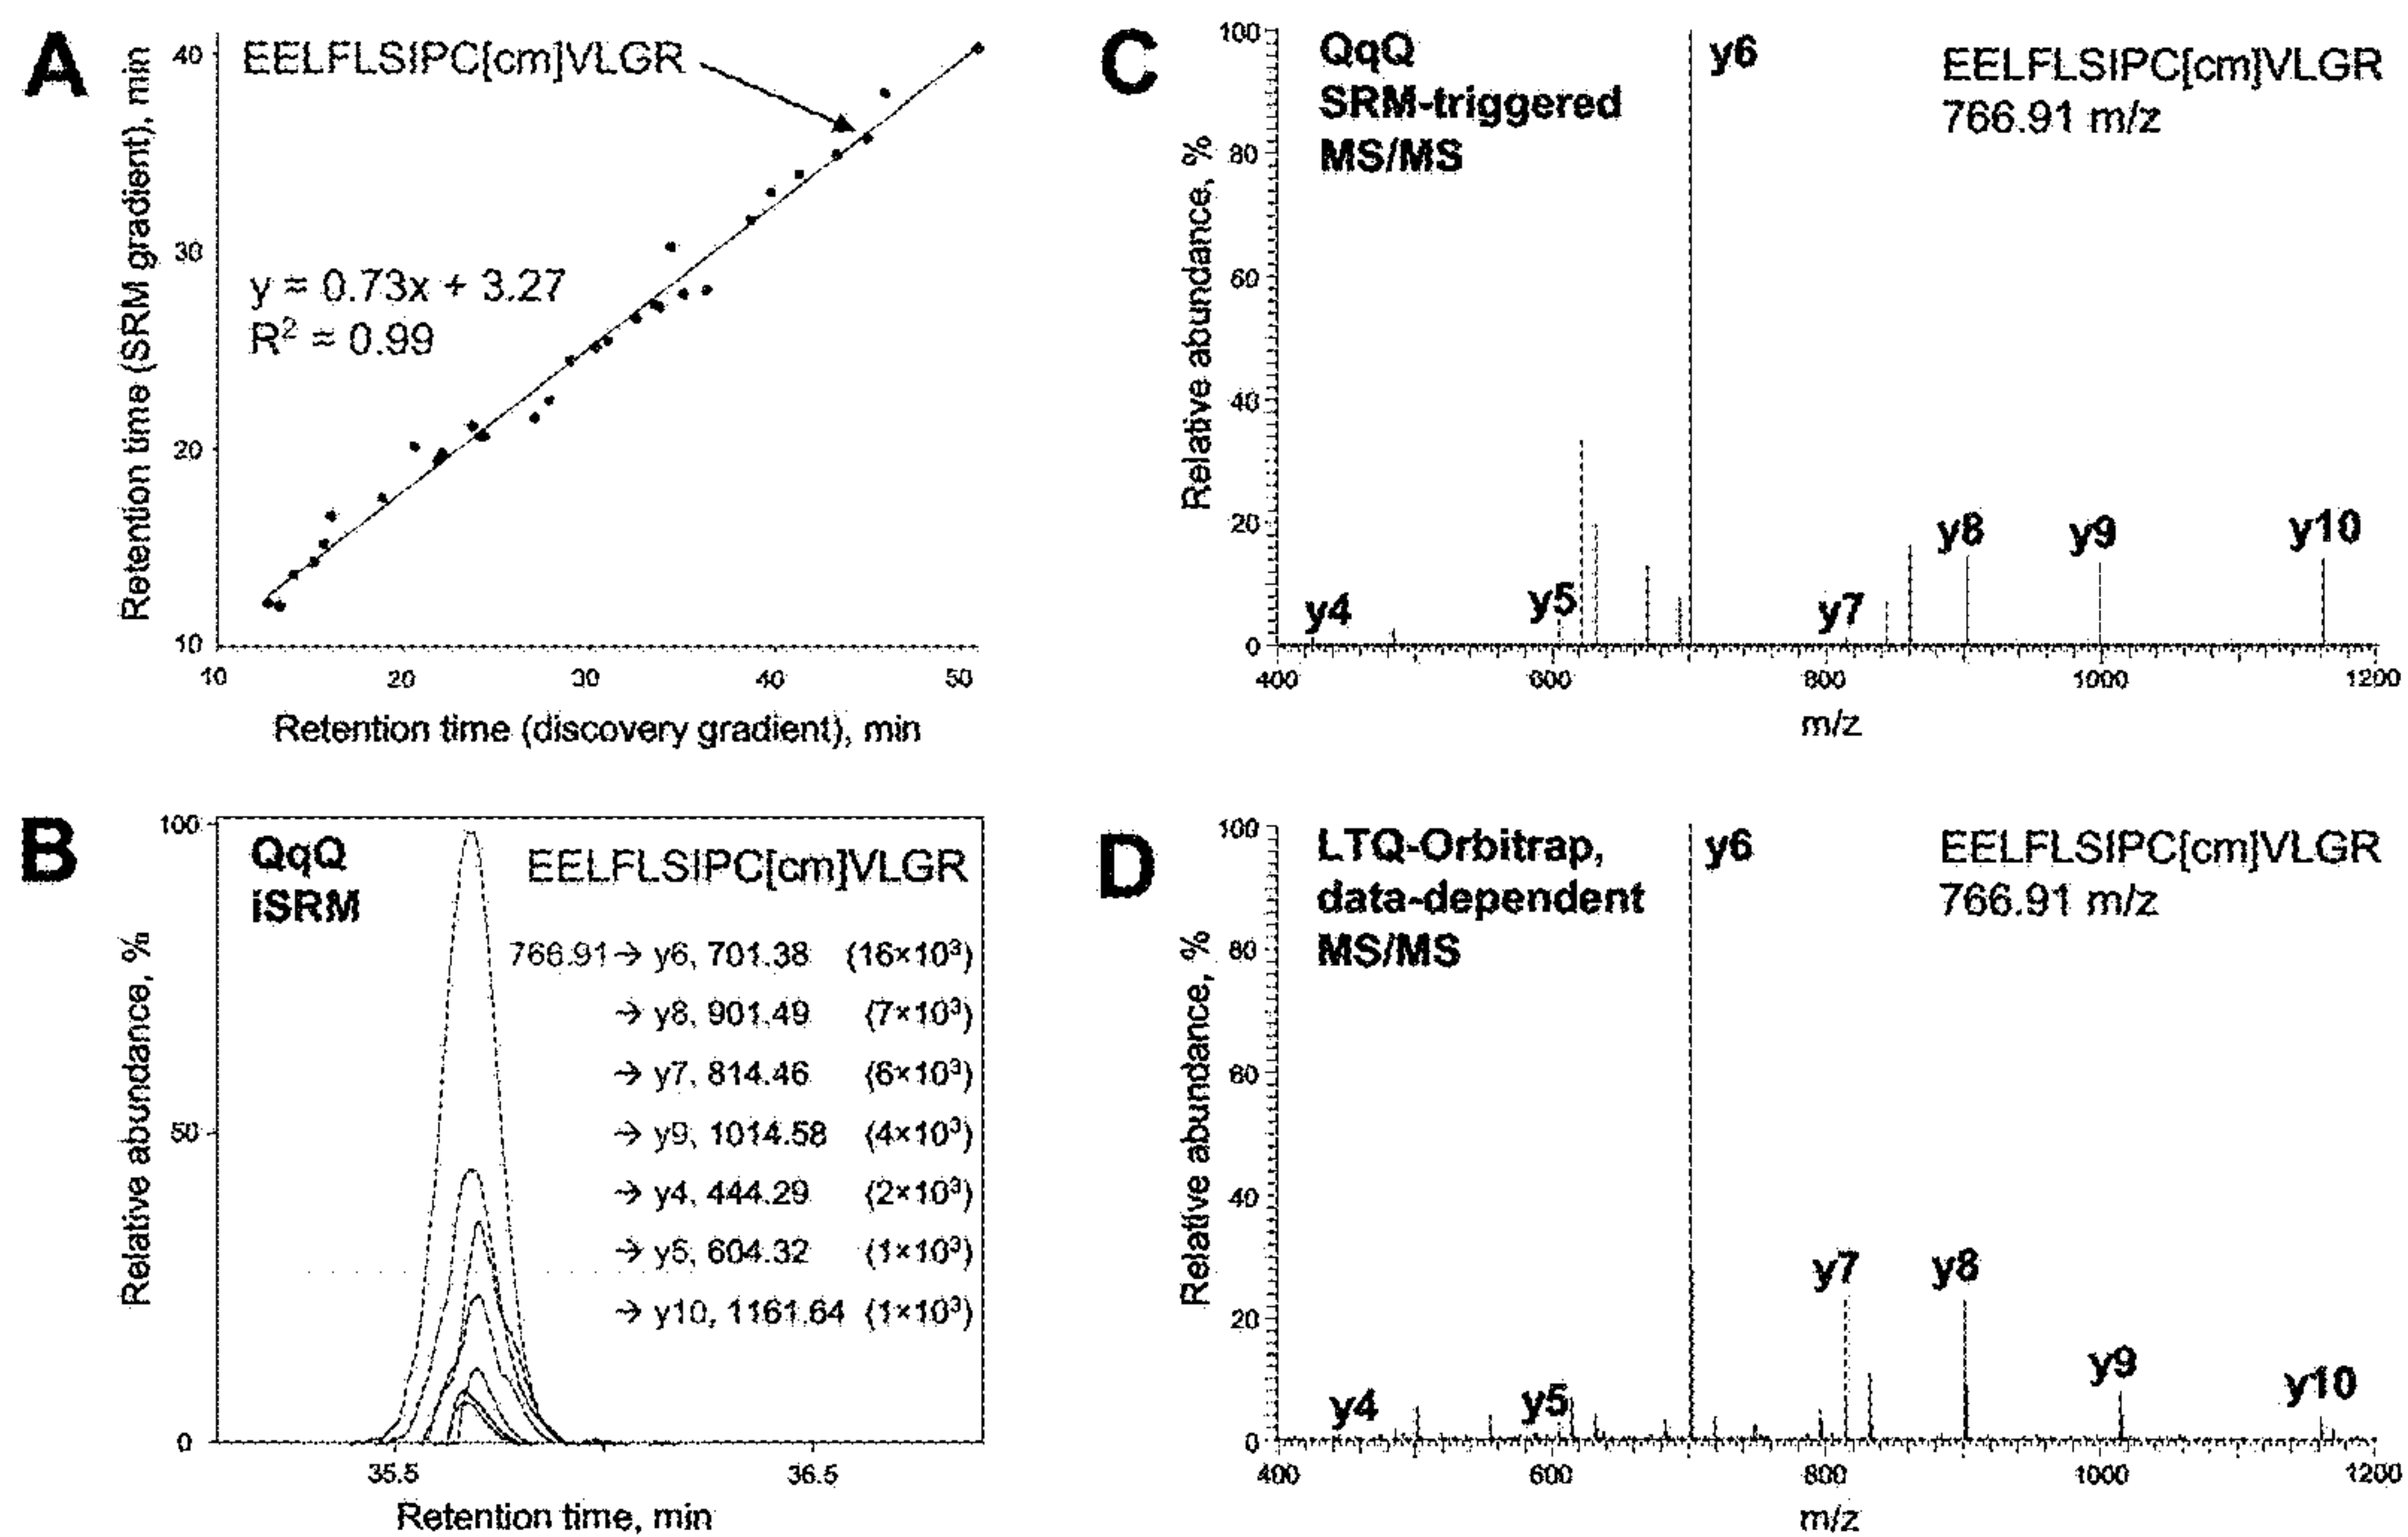 A
Retention time (SRM gradient), min
40
30
20
10
EELFLSIPC[cm]VLGR
y = 0.73x + 3.27
R² = 0.99
10 20 30 40 50
Retention time (discovery gradient), min
B
Relative abundance, %
100
50
0
QqQ
iSRM
EELFLSIPC[cm]VLGR
766.91→ y6, 701.38 (16×10³)
→ y8, 901.49 (7×10³)
→ y7, 814.46 (6×10³)
→ y9, 1014.58 (4×10³)
→ y4, 444.29 (2×10³)
→ y5, 604.32 (1×10³)
→ y10, 1161.64 (1×10³)
35.5 36.5
Retention time, min
C
Relative abundance, %
100
80
60
40
20
0
QqQ
SRM-triggered
MS/MS
y6
EELFLSIPC[cm]VLGR
766.91 m/z
y4 y5 y7 y8 y9 y10
400 600 800 1000 1200
m/z
D
Relative abundance, %
100
80
60
40
20
0
LTQ-Orbitrap,
data-dependent
MS/MS
y6
EELFLSIPC[cm]VLGR
766.91 m/z
y4 y5 y7 y8 y9 y10
400 600 800 1000 1200
m/z